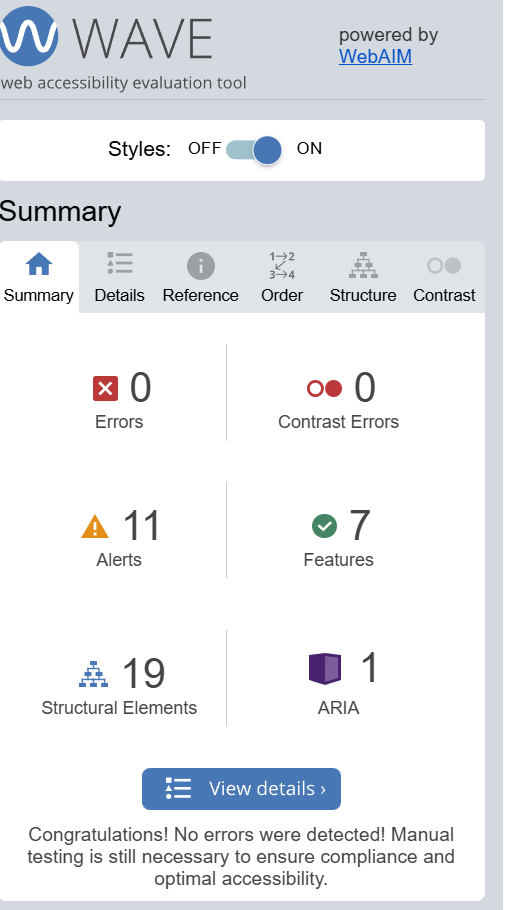 WAVE
web accessibility evaluation tool
powered by
WebAIM
Styles: OFF ON
Summary
1→2
3→4
Summary Details Reference Order Structure Contrast
0
Errors
0
Contrast Errors
11
Alerts
7
Features
19
Structural Elements
1
ARIA
View details ›
Congratulations! No errors were detected! Manual
testing is still necessary to ensure compliance and
optimal accessibility.